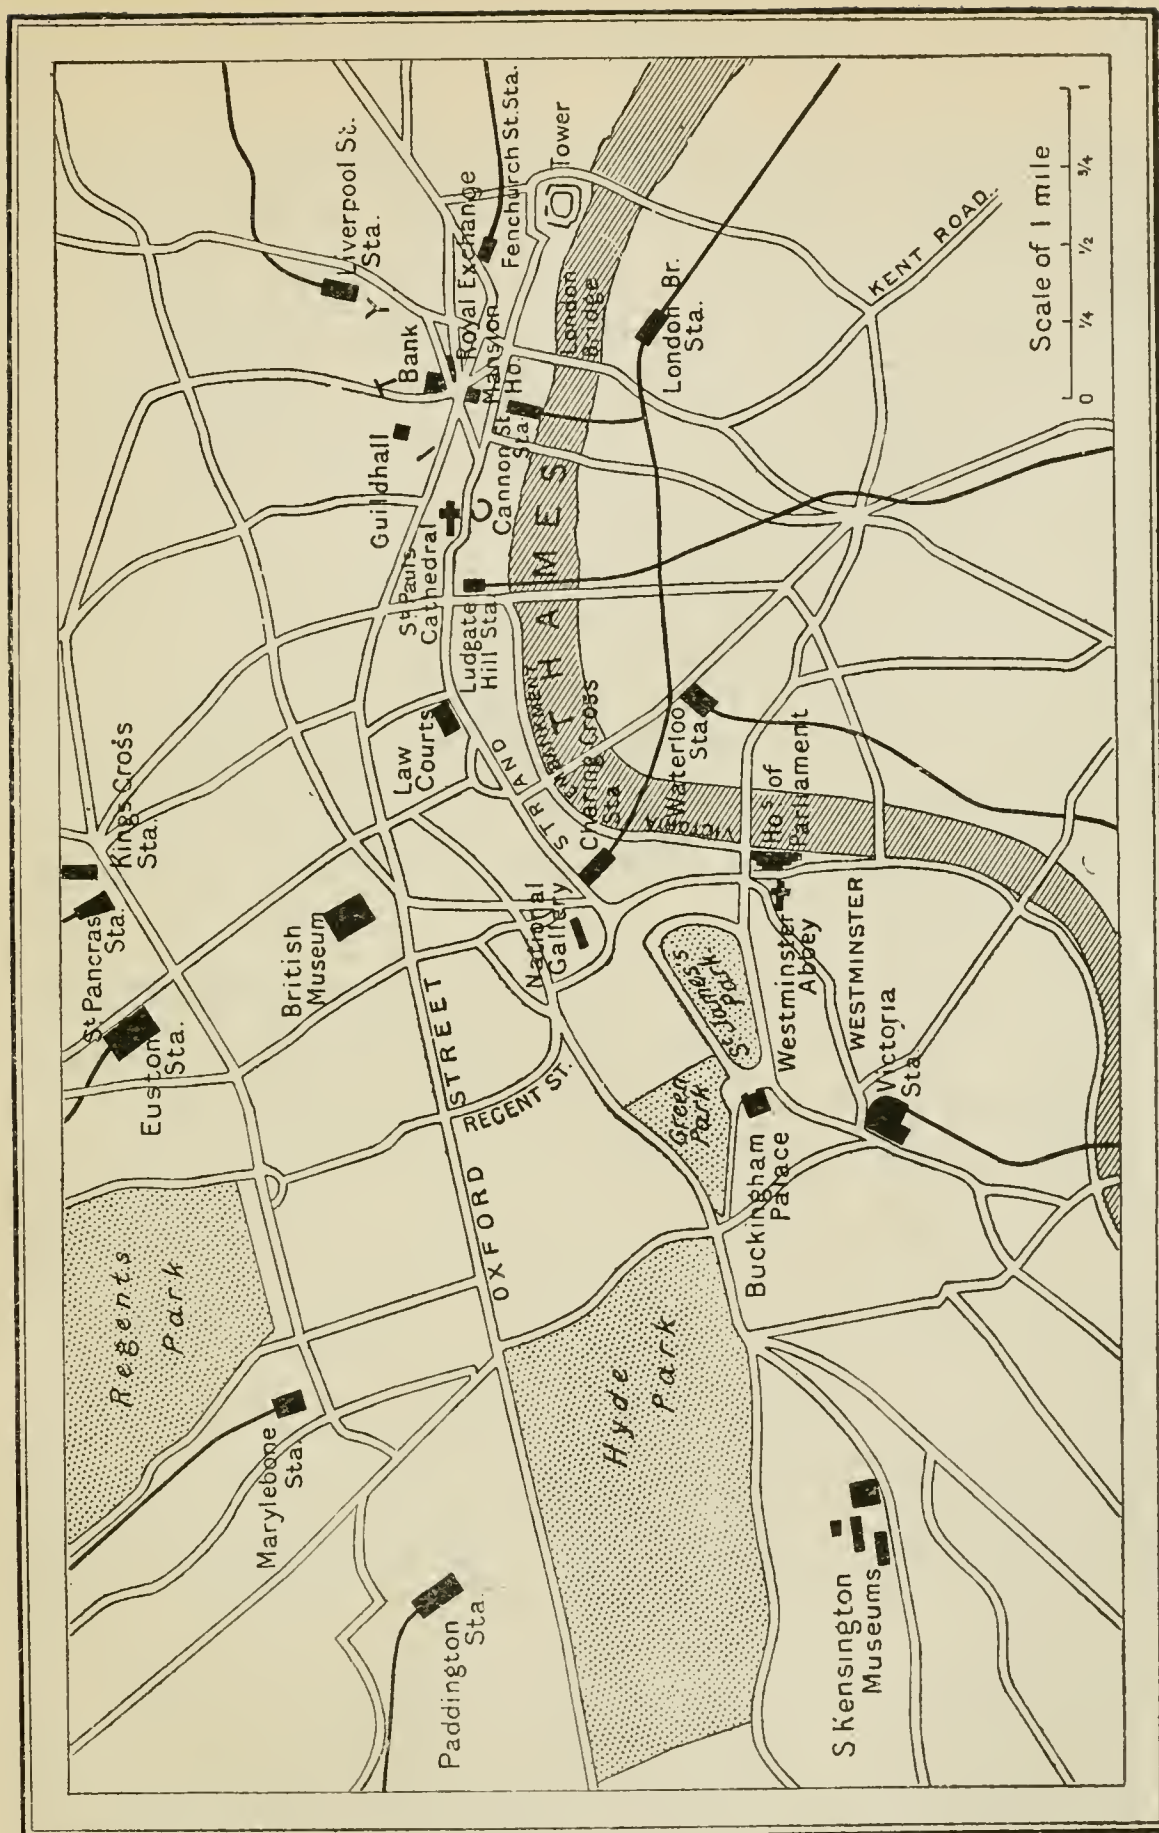 Regents
Park
Euston
Sta.
St Pancras
Sta.
Kings Cross
Sta.
Marylebone
Sta.
British
Museum
Paddington
Sta.
OXFORD STREET
REGENT ST.
Law
Courts
Guildhall
Bank
Liverpool St.
Sta.
Royal Exchange
Mansion
Ho.
Fenchurch St. Sta.
Tower
St Pauls
Cathedral
CITY
Cannon St.
Sta.
Ludgate
Hill Sta.
STRAND
National
Gallery
Charing Cross
Sta.
VICTORIA EMBANKMENT
THAMES
London
Bridge
London Br.
Sta.
Waterloo
Sta.
Hyde
Park
Green
Park
St James's
Park
Buckingham
Palace
Westminster
Abbey
Hos. of
Parliament
WESTMINSTER
Victoria
Sta.
S. Kensington
Museums
KENT ROAD
Scale of 1 mile
0 1/4 1/2 3/4 1